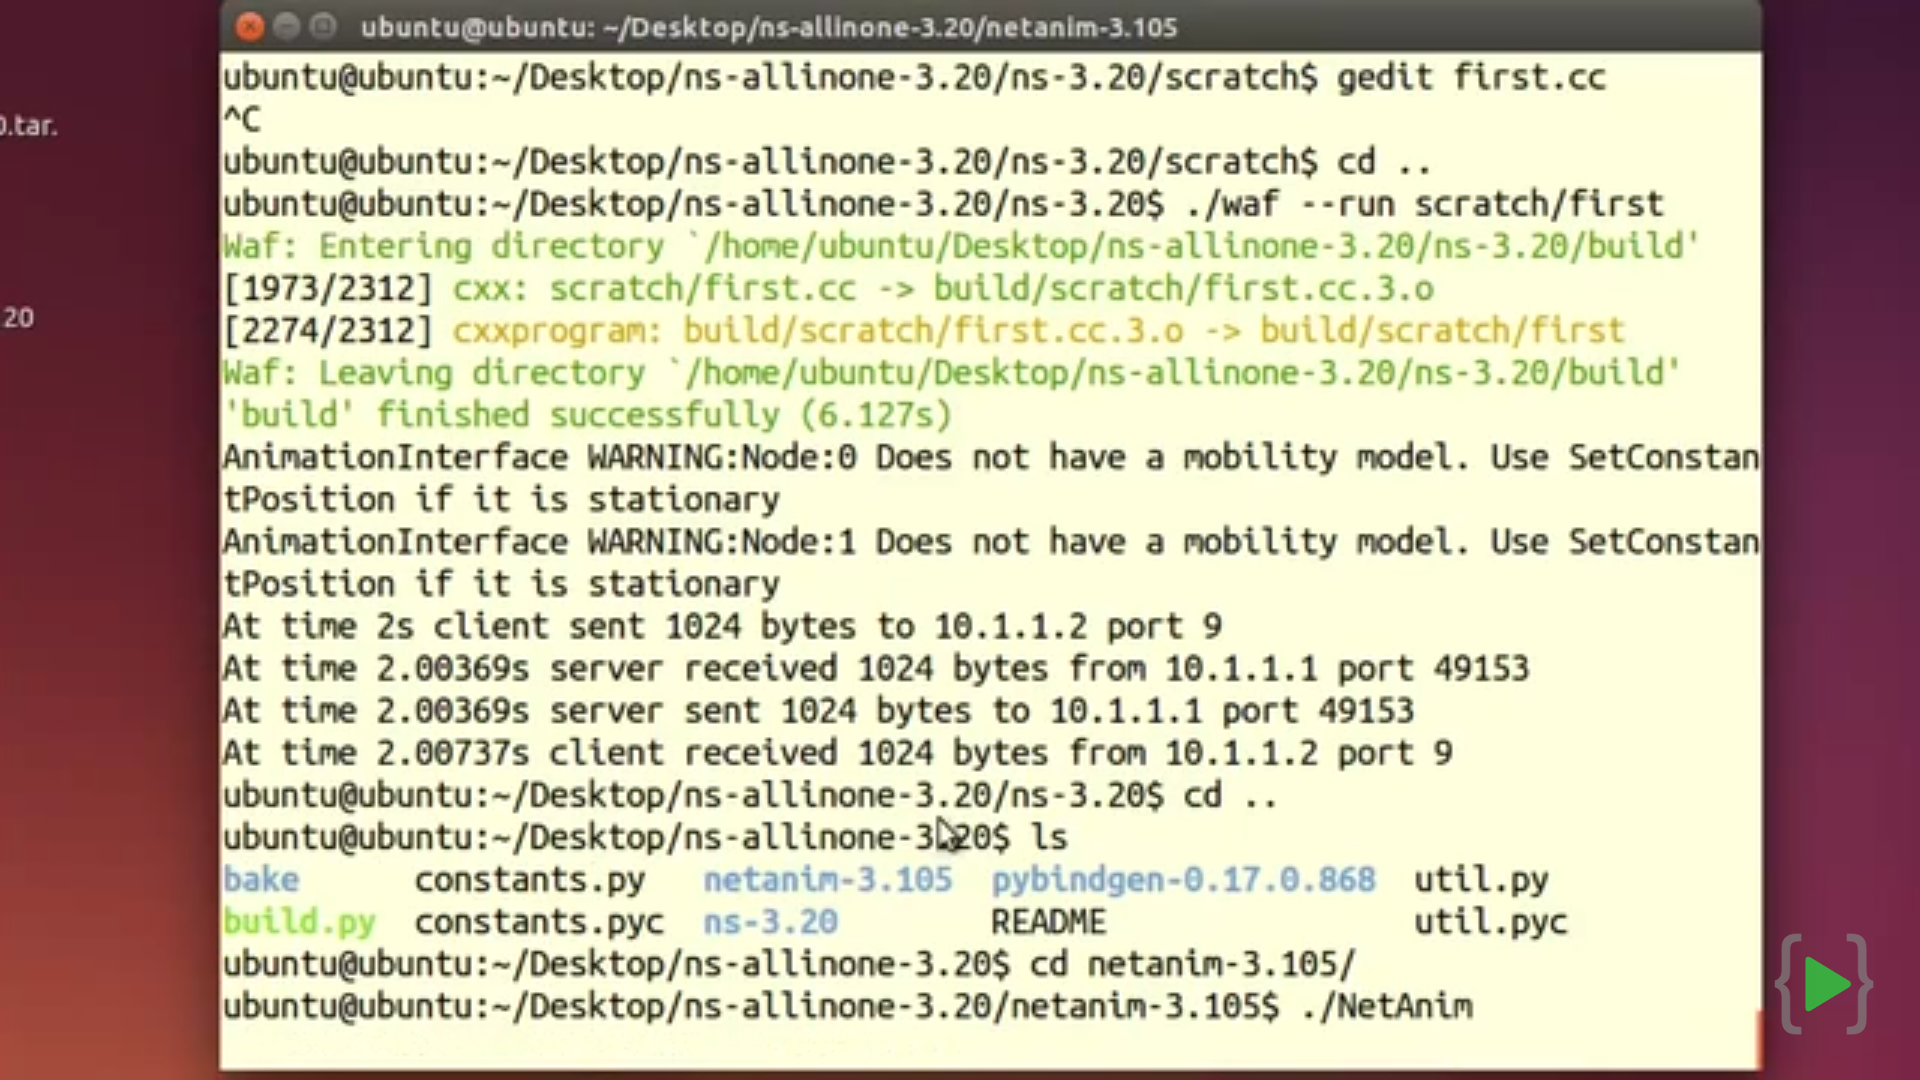 ubuntu@ubuntu: ~/Desktop/ns-allinone-3.20/netanim-3.105
ubuntu@ubuntu:~/Desktop/ns-allinone-3.20/ns-3.20/scratch$ gedit first.cc
^C
0.tar.
ubuntu@ubuntu:~/Desktop/ns-allinone-3.20/ns-3.20/scratch$ cd ..
ubuntu@ubuntu:~/Desktop/ns-allinone-3.20/ns-3.20$ ./waf --run scratch/first
Waf: Entering directory `/home/ubuntu/Desktop/ns-allinone-3.20/ns-3.20/build'
[1973/2312] cxx: scratch/first.cc -> build/scratch/first.cc.3.o
20
[2274/2312] cxxprogram: build/scratch/first.cc.3.o -> build/scratch/first
Waf: Leaving directory `/home/ubuntu/Desktop/ns-allinone-3.20/ns-3.20/build'
'build' finished successfully (6.127s)
AnimationInterface WARNING:Node:0 Does not have a mobility model. Use SetConstan
tPosition if it is stationary
AnimationInterface WARNING:Node:1 Does not have a mobility model. Use SetConstan
tPosition if it is stationary
At time 2s client sent 1024 bytes to 10.1.1.2 port 9
At time 2.00369s server received 1024 bytes from 10.1.1.1 port 49153
At time 2.00369s server sent 1024 bytes to 10.1.1.1 port 49153
At time 2.00737s client received 1024 bytes from 10.1.1.2 port 9
ubuntu@ubuntu:~/Desktop/ns-allinone-3.20/ns-3.20$ cd ..
ubuntu@ubuntu:~/Desktop/ns-allinone-3.20$ ls
bake constants.py netanim-3.105 pybindgen-0.17.0.868 util.py
build.py constants.pyc ns-3.20 README util.pyc
ubuntu@ubuntu:~/Desktop/ns-allinone-3.20$ cd netanim-3.105/
ubuntu@ubuntu:~/Desktop/ns-allinone-3.20/netanim-3.105$ ./NetAnim